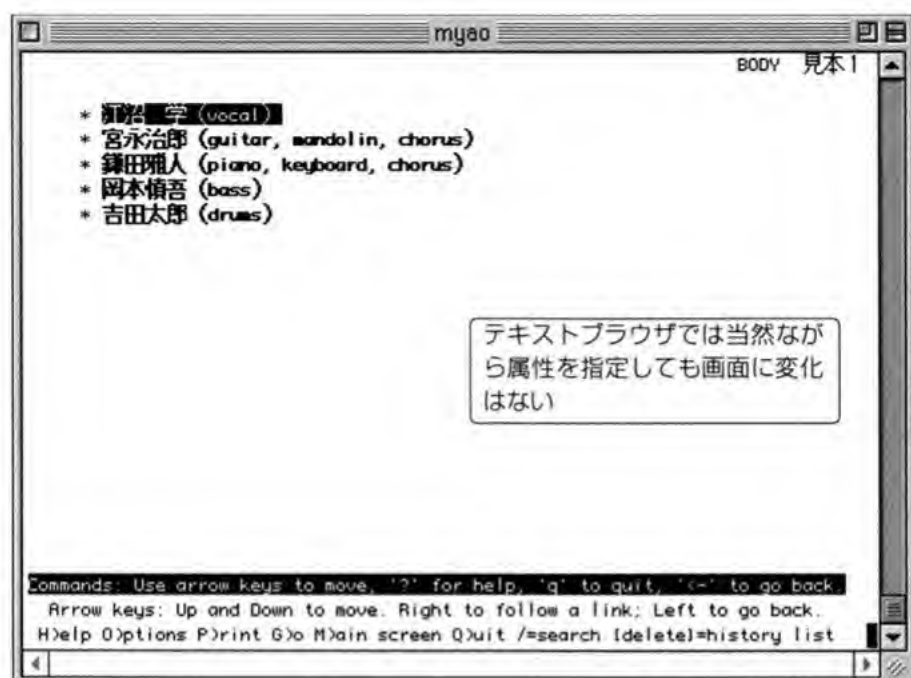 myao
BODY 見本1
* 江沼 学 (vocal)
* 宮永治郎 (guitar, mandolin, chorus)
* 鎌田雅人 (piano, keyboard, chorus)
* 岡本慎吾 (bass)
* 吉田太郎 (drums)
テキストブラウザでは当然なが
ら属性を指定しても画面に変化
はない
Commands: Use arrow keys to move, '?' for help, 'q' to quit, '<-' to go back.
Arrow keys: Up and Down to move. Right to follow a link; Left to go back.
H)elp O)ptions P)rint G)o M)ain screen Q)uit /=search [delete]=history list